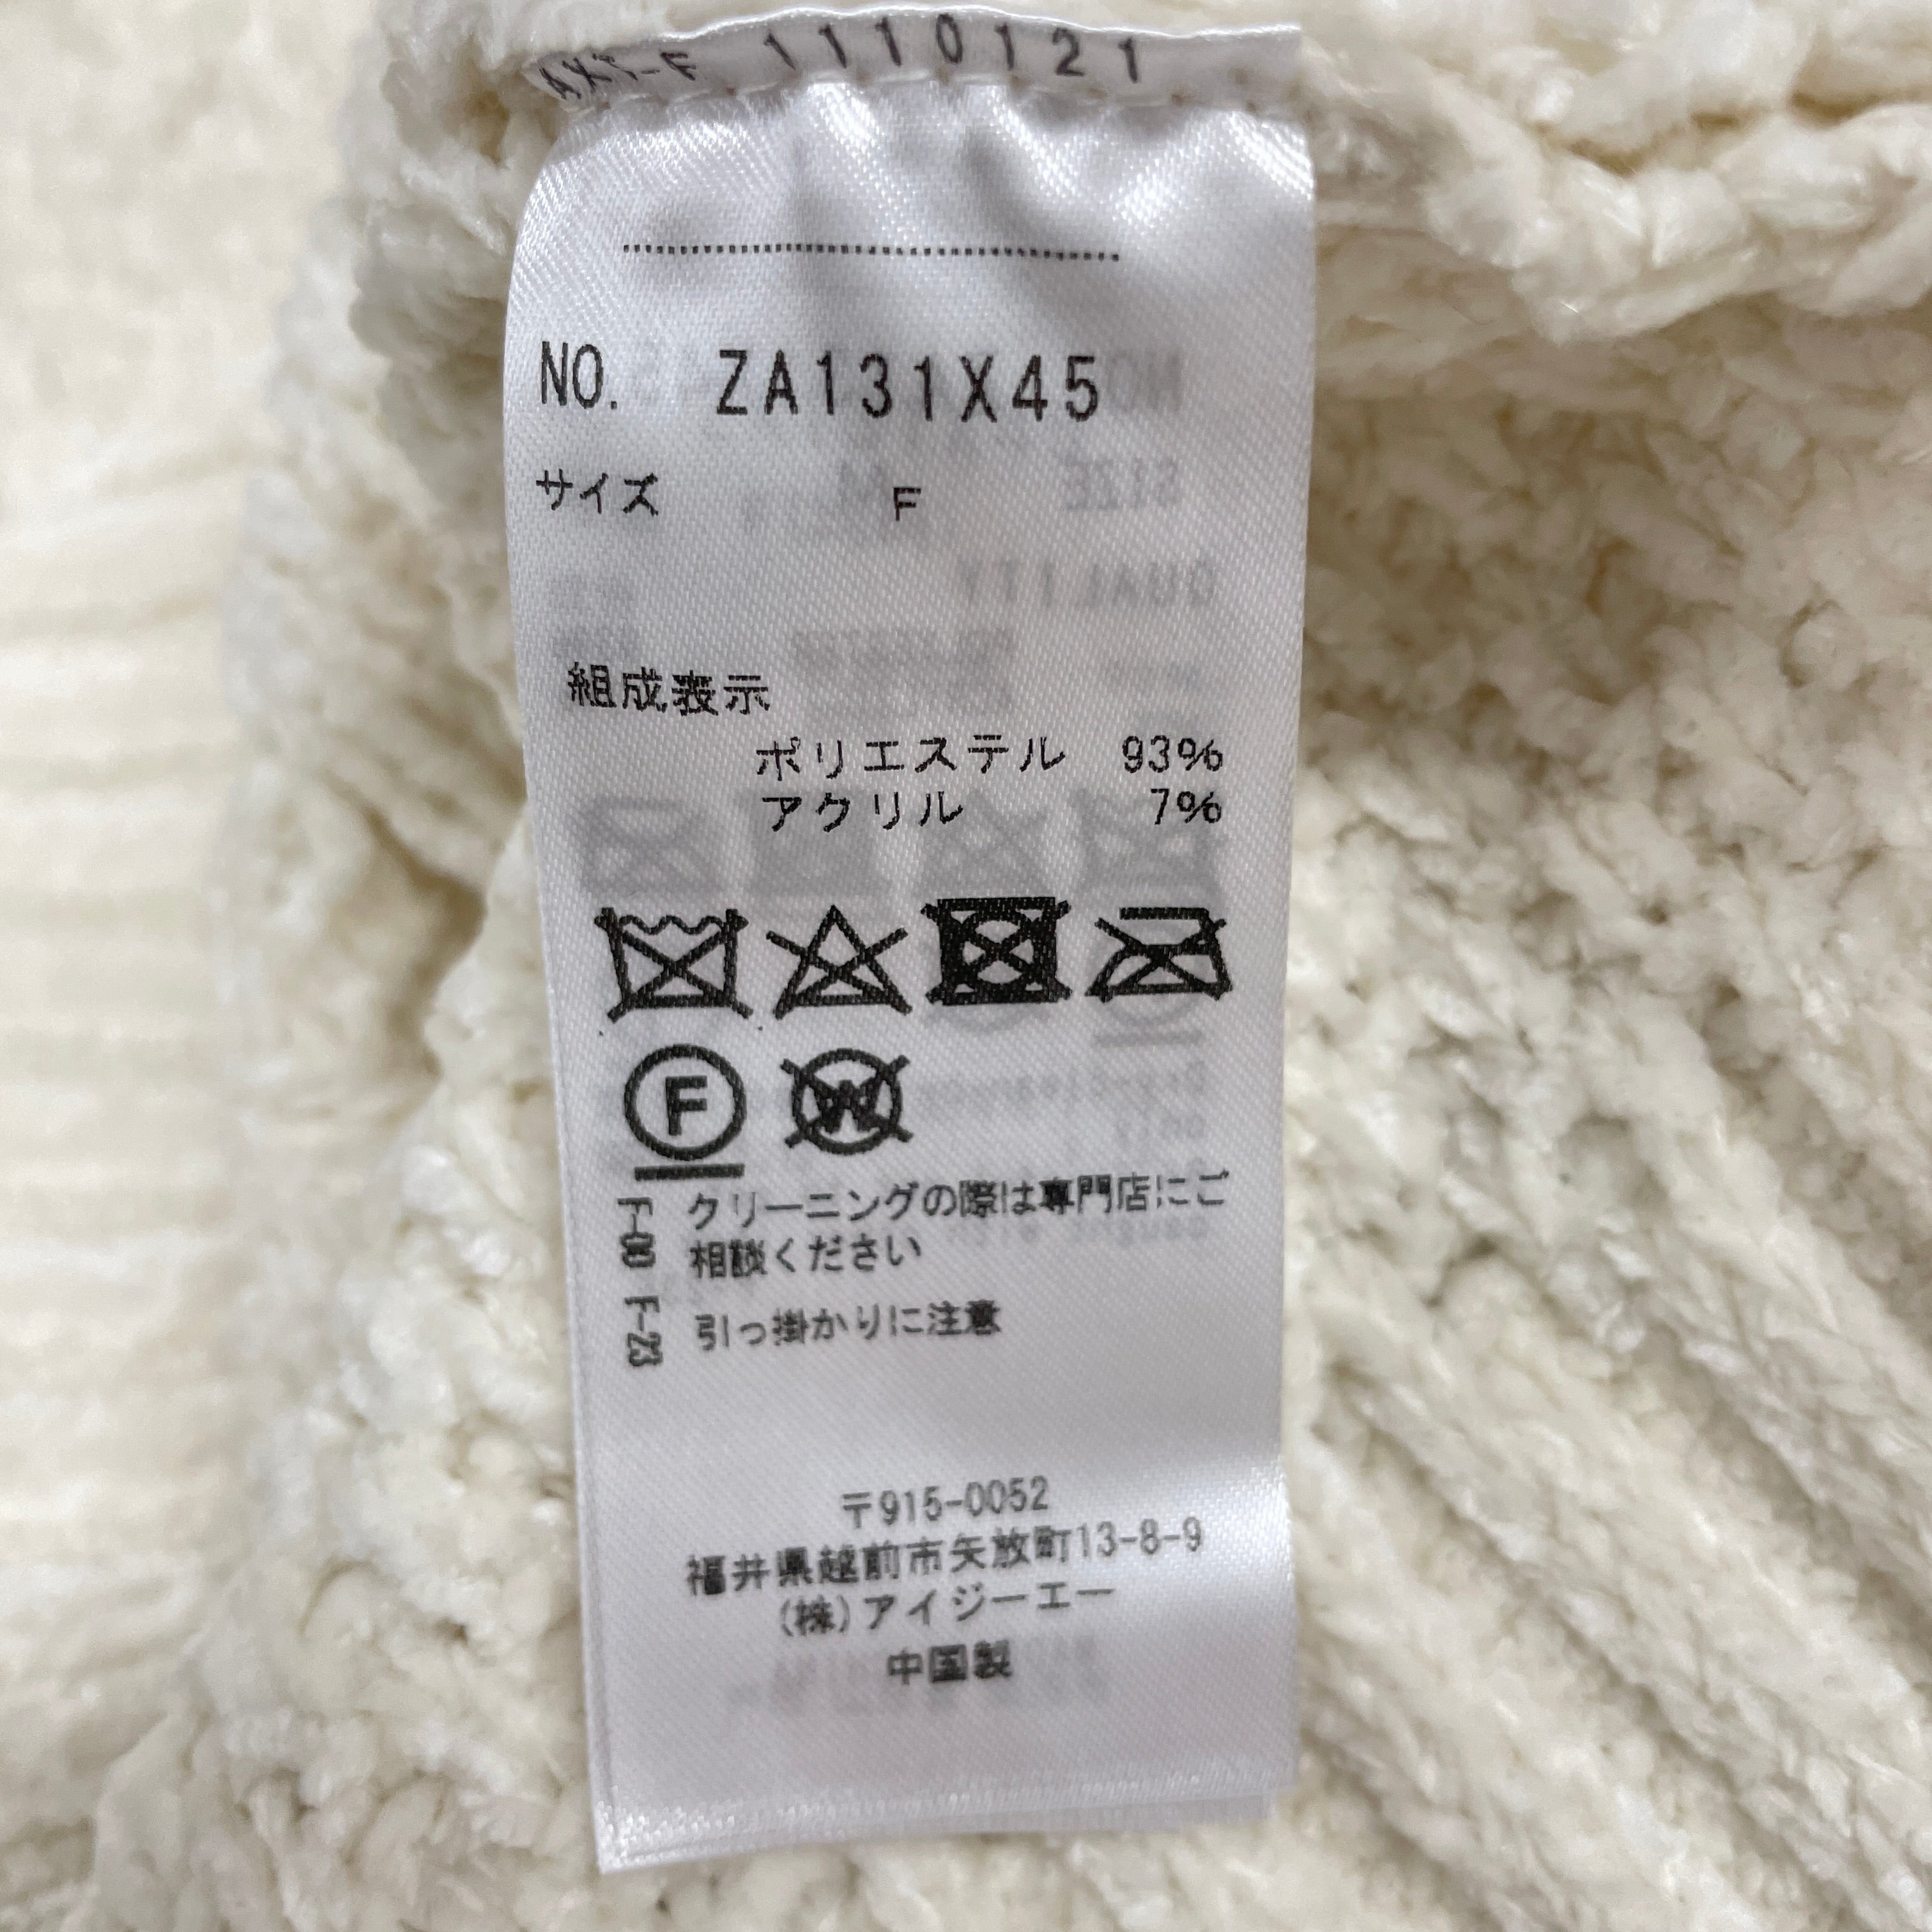 1110121
NO. ZA131X45
サイズ F
組成表示
ポリエステル 93%
アクリル 7%
F W
F-08 クリーニングの際は専門店にご
相談ください
F-23 引っ掛かりに注意
〒915-0052
福井県越前市矢放町13-8-9
(株)アイジーエー
中国製